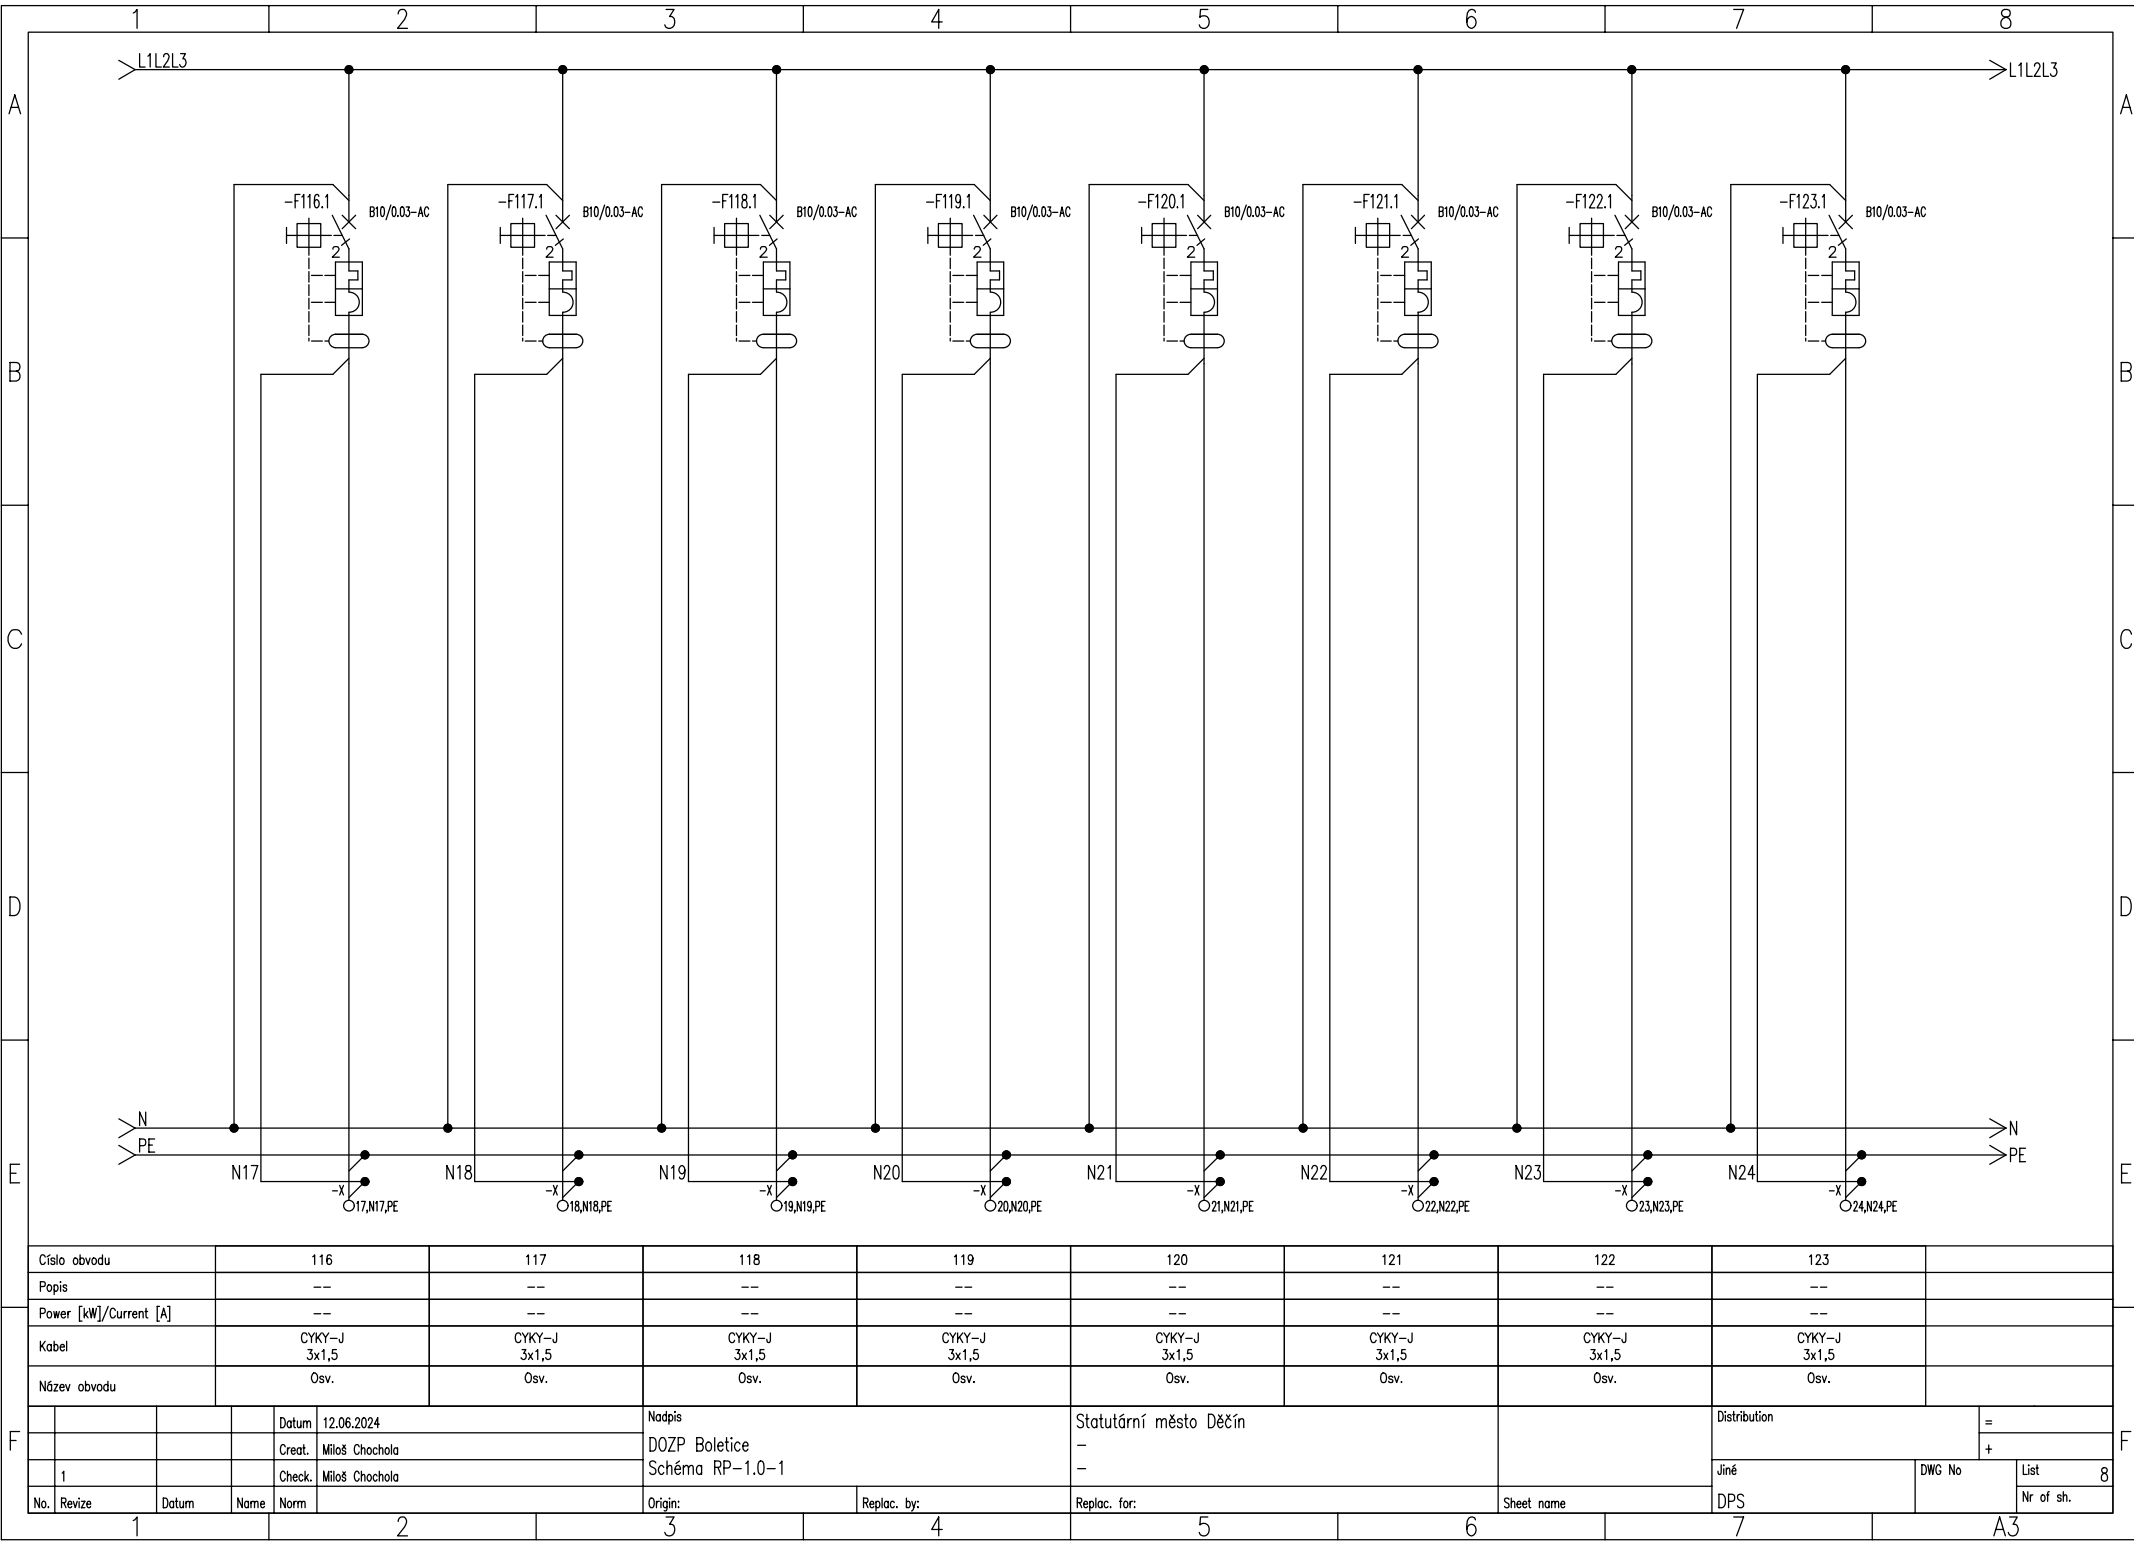 1 2 3 4 5 6 7 8
L1L2L3 L1L2L3
A A
-F116.1 B10/0.03-AC -F117.1 B10/0.03-AC -F118.1 B10/0.03-AC -F119.1 B10/0.03-AC -F120.1 B10/0.03-AC -F121.1 B10/0.03-AC -F122.1 B10/0.03-AC -F123.1 B10/0.03-AC
2 2 2 2 2 2 2 2
B B
C C
D D
N N
PE PE
E N17 N18 N19 N20 N21 N22 N23 N24 E
-X -X -X -X -X -X -X -X
17,N17,PE 18,N18,PE 19,N19,PE 20,N20,PE 21,N21,PE 22,N22,PE 23,N23,PE 24,N24,PE
Císlo obvodu 116 117 118 119 120 121 122 123
Popis -- -- -- -- -- -- -- --
Power [kW]/Current [A] -- -- -- -- -- -- -- --
Kabel CYKY-J CYKY-J CYKY-J CYKY-J CYKY-J CYKY-J CYKY-J CYKY-J
3x1,5 3x1,5 3x1,5 3x1,5 3x1,5 3x1,5 3x1,5 3x1,5
Název obvodu Osv. Osv. Osv. Osv. Osv. Osv. Osv. Osv.
Datum 12.06.2024 Nadpis Statutární město Děčín Distribution =
F Creat. Miloš Chochola DOZP Boletice - + F
1 Check. Miloš Chochola Schéma RP-1.0-1 - Jiné DWG No List 8
No. Revize Datum Name Norm Origin: Replac. by: Replac. for: Sheet name DPS Nr of sh.
1 2 3 4 5 6 7 A3